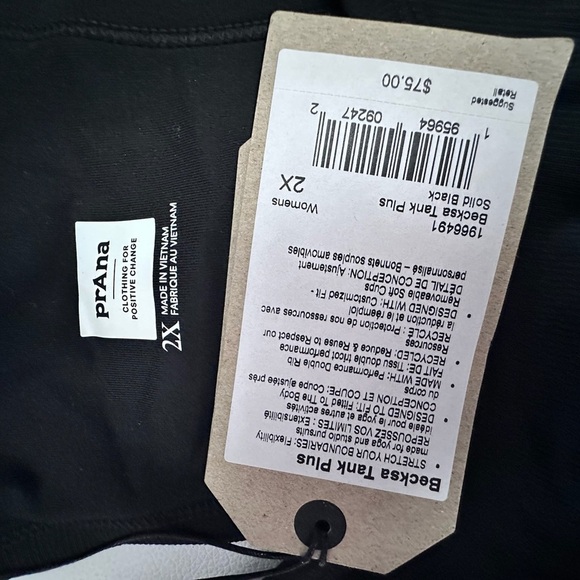 prAna
CLOTHING FOR
POSITIVE CHANGE
2X
MADE IN VIETNAM
FABRIQUE AU VIETNAM
Becksa Tank Plus
• STRETCH YOUR BOUNDARIES: Flexibility
made for yoga and studio pursuits
REPOUSSEZ VOS LIMITES : Extensibilité
idéale pour le yoga et autres activités
• DESIGNED TO FIT: Fitted To The Body
CONCEPTION ET COUPE: Coupe ajustée près
du corps
• MADE WITH: Performance Double Rib
FAIT DE: Tissu double tricot performance
• RECYCLED: Reduce & Reuse to Respect our
Resources
RECYCLÉ : Protection de nos ressources avec
la réduction et le réemploi
• DESIGNED WITH: Customized Fit -
Removable Soft Cups
DÉTAIL DE CONCEPTION: Ajustement
personnalisé – Bonnets souples amovibles
1966491
Becksa Tank Plus
Solid Black
Womens
2X
1 95964 09247 2
Suggested
Retail
$75.00